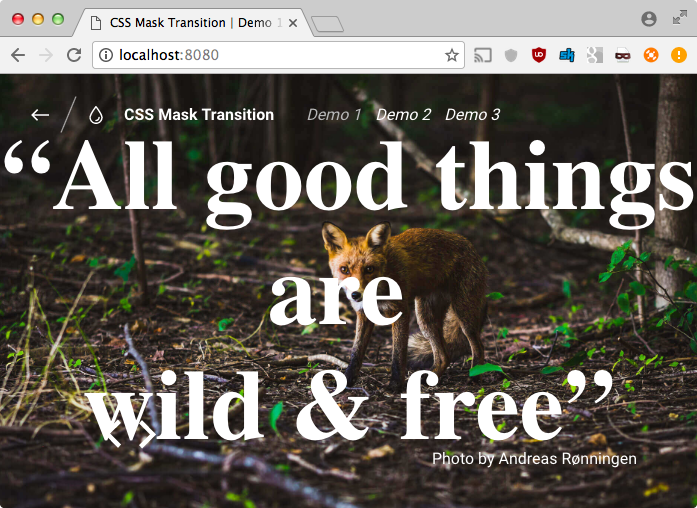 CSS Mask Transition | Demo 1
localhost:8080
CSS Mask Transition Demo 1 Demo 2 Demo 3
“All good things
are
wild & free”
Photo by Andreas Rønningen